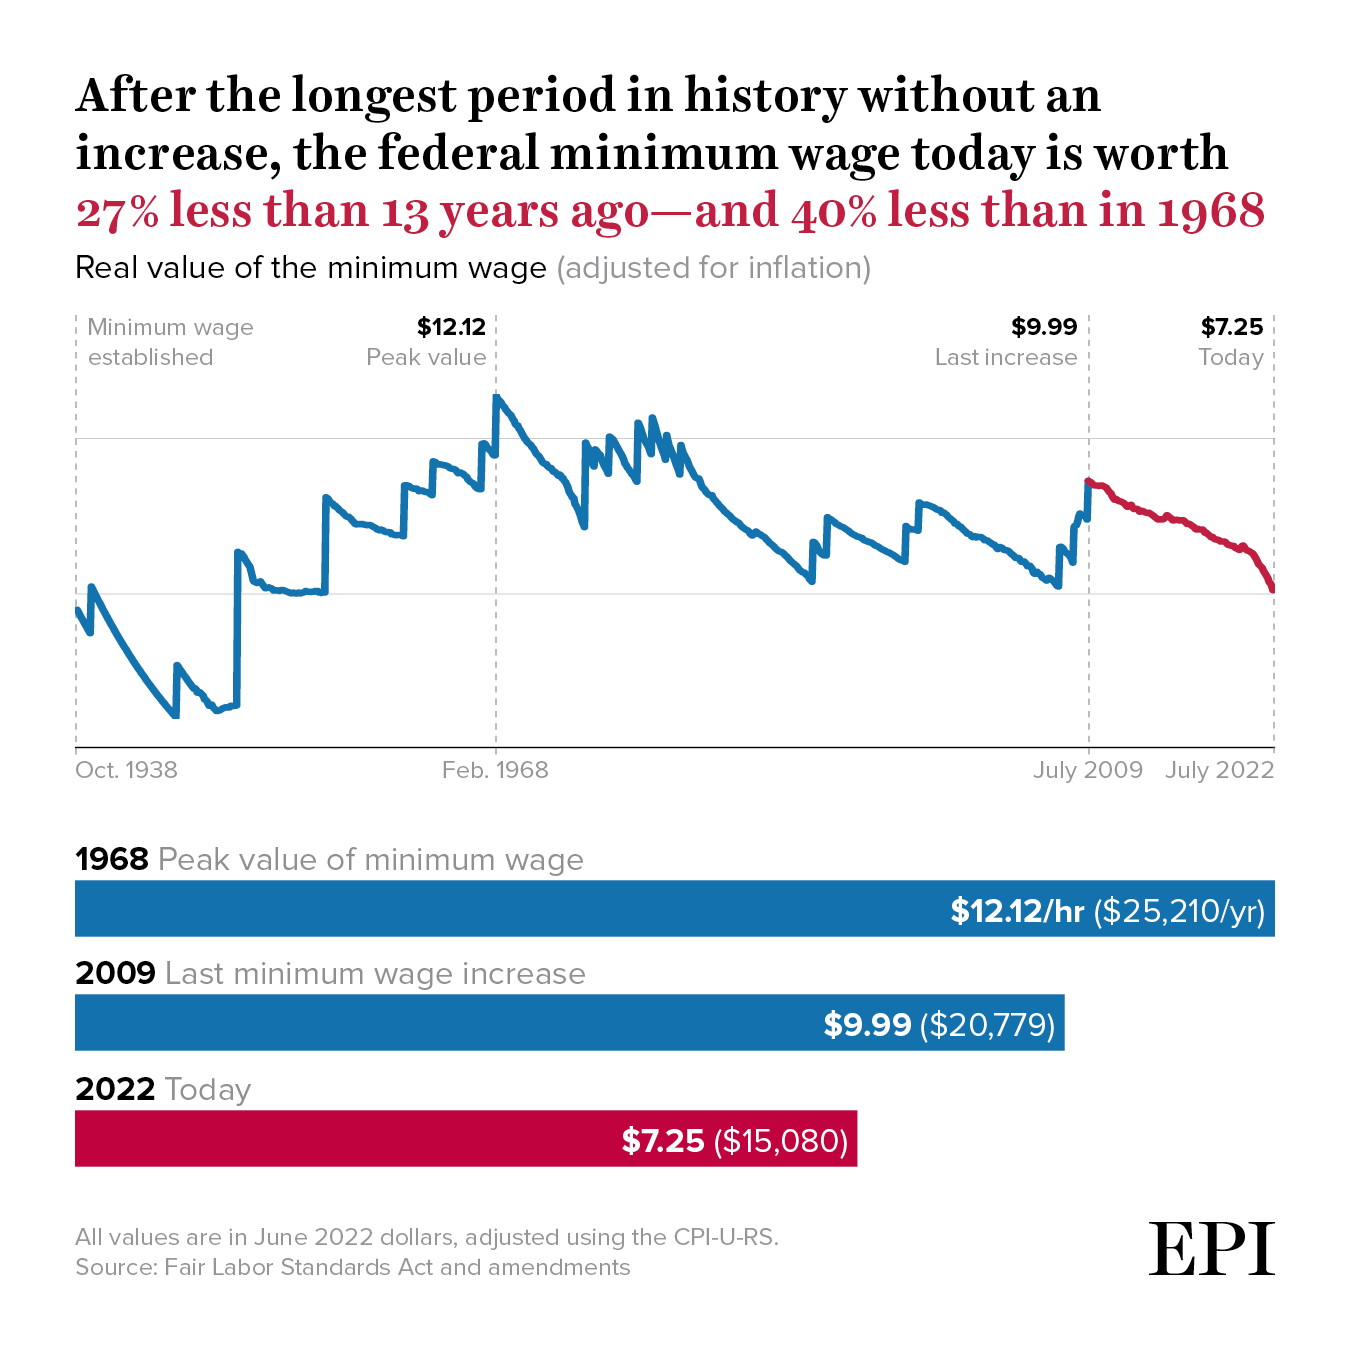 After the longest period in history without an
increase, the federal minimum wage today is worth
27% less than 13 years ago—and 40% less than in 1968
Real value of the minimum wage (adjusted for inflation)
Minimum wage
established
$12.12
Peak value
$9.99
Last increase
$7.25
Today
Oct. 1938
Feb. 1968
July 2009
July 2022
1968 Peak value of minimum wage
$12.12/hr ($25,210/yr)
2009 Last minimum wage increase
$9.99 ($20,779)
2022 Today
$7.25 ($15,080)
All values are in June 2022 dollars, adjusted using the CPI-U-RS.
Source: Fair Labor Standards Act and amendments
EPI